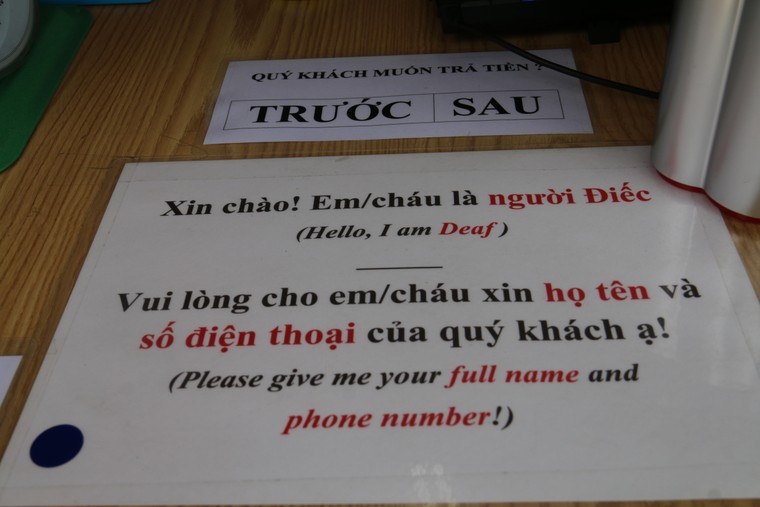 QUÝ KHÁCH MUỐN TRẢ TIỀN ?
TRƯỚC SAU
Xin chào! Em/cháu là người Điếc
(Hello, I am Deaf )
Vui lòng cho em/cháu xin họ tên và
số điện thoại của quý khách ạ!
(Please give me your full name and
phone number!)